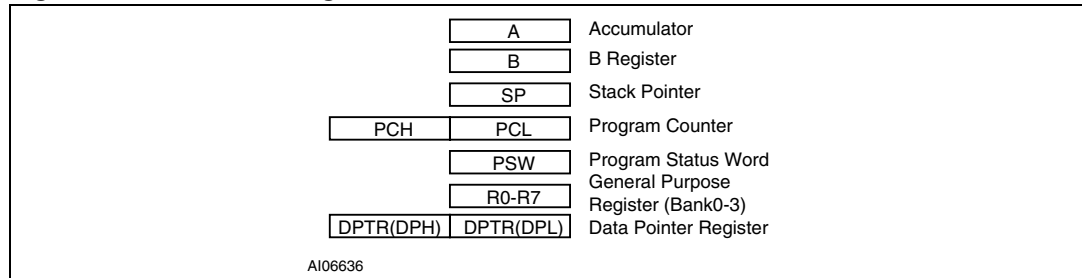 A Accumulator
B B Register
SP Stack Pointer
PCH PCL Program Counter
PSW Program Status Word
R0-R7 General Purpose
Register (Bank0-3)
DPTR(DPH) DPTR(DPL) Data Pointer Register
AI06636